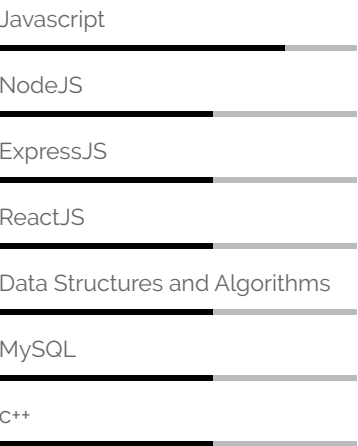 Javascript
NodeJS
ExpressJS
ReactJS
Data Structures and Algorithms
MySQL
c++